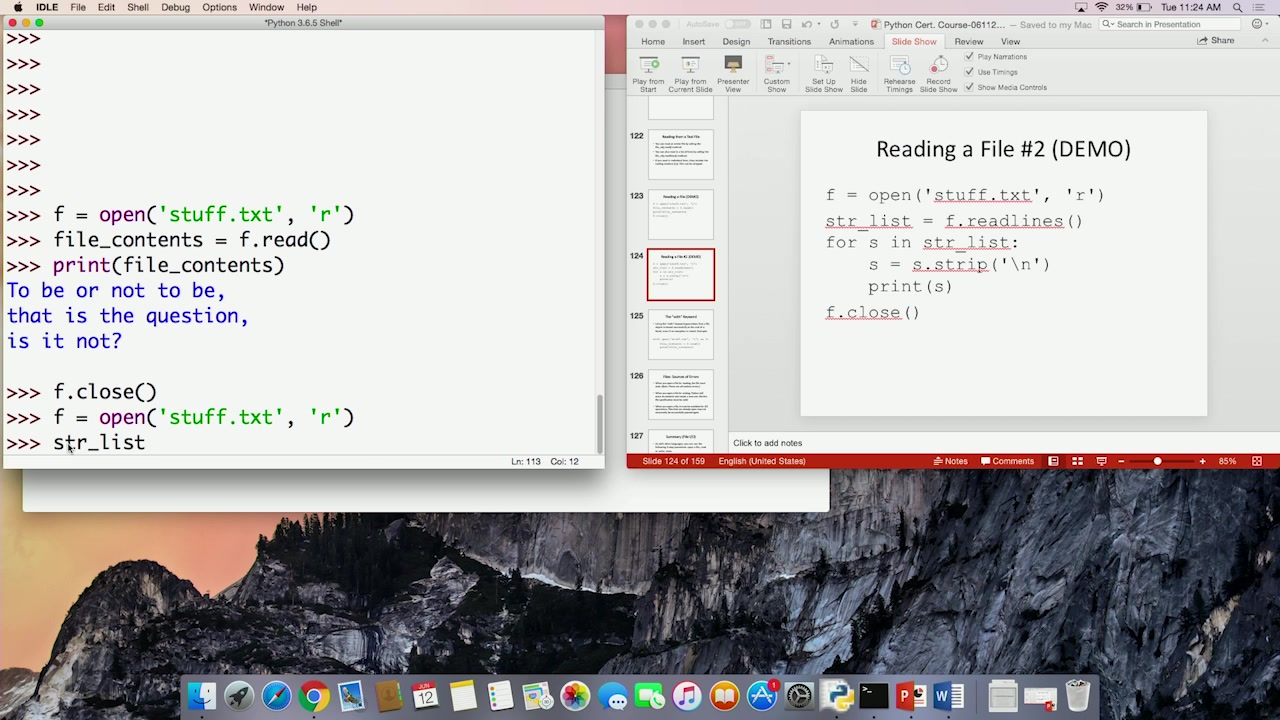 IDLE File Edit Shell Debug Options Window Help
32% Tue 11:24 AM
*Python 3.6.5 Shell*
>>>
>>>
>>>
>>>
>>>
>>>
>>>
>>> f = open('stuff.txt', 'r')
>>> file_contents = f.read()
>>> print(file_contents)
To be or not to be,
that is the question,
is it not?
>>> f.close()
>>> f = open('stuff.txt', 'r')
>>> str_list
Ln: 113 Col: 12
AutoSave
Python Cert. Course-06112... — Saved to my Mac
Search in Presentation
Home Insert Design Transitions Animations Slide Show Review View
Share
Play from Start
Play from Current Slide
Presenter View
Custom Show
Set Up Slide Show
Hide Slide
Rehearse Timings
Record Slide Show
Play Narrations
Use Timings
Show Media Controls
122
Reading from a Text File
123
Reading a File (DEMO)
124
Reading a File #2 (DEMO)
125
The "with" Keyword
126
Files: Sources of Errors
127
Reading a File #2 (DEMO)
f = open('stuff.txt', 'r')
str_list = f.readlines()
for s in str_list:
s = s.strip('\n')
print(s)
f.close()
Click to add notes
Slide 124 of 159 English (United States)
Notes Comments
85%
JUN
12
1